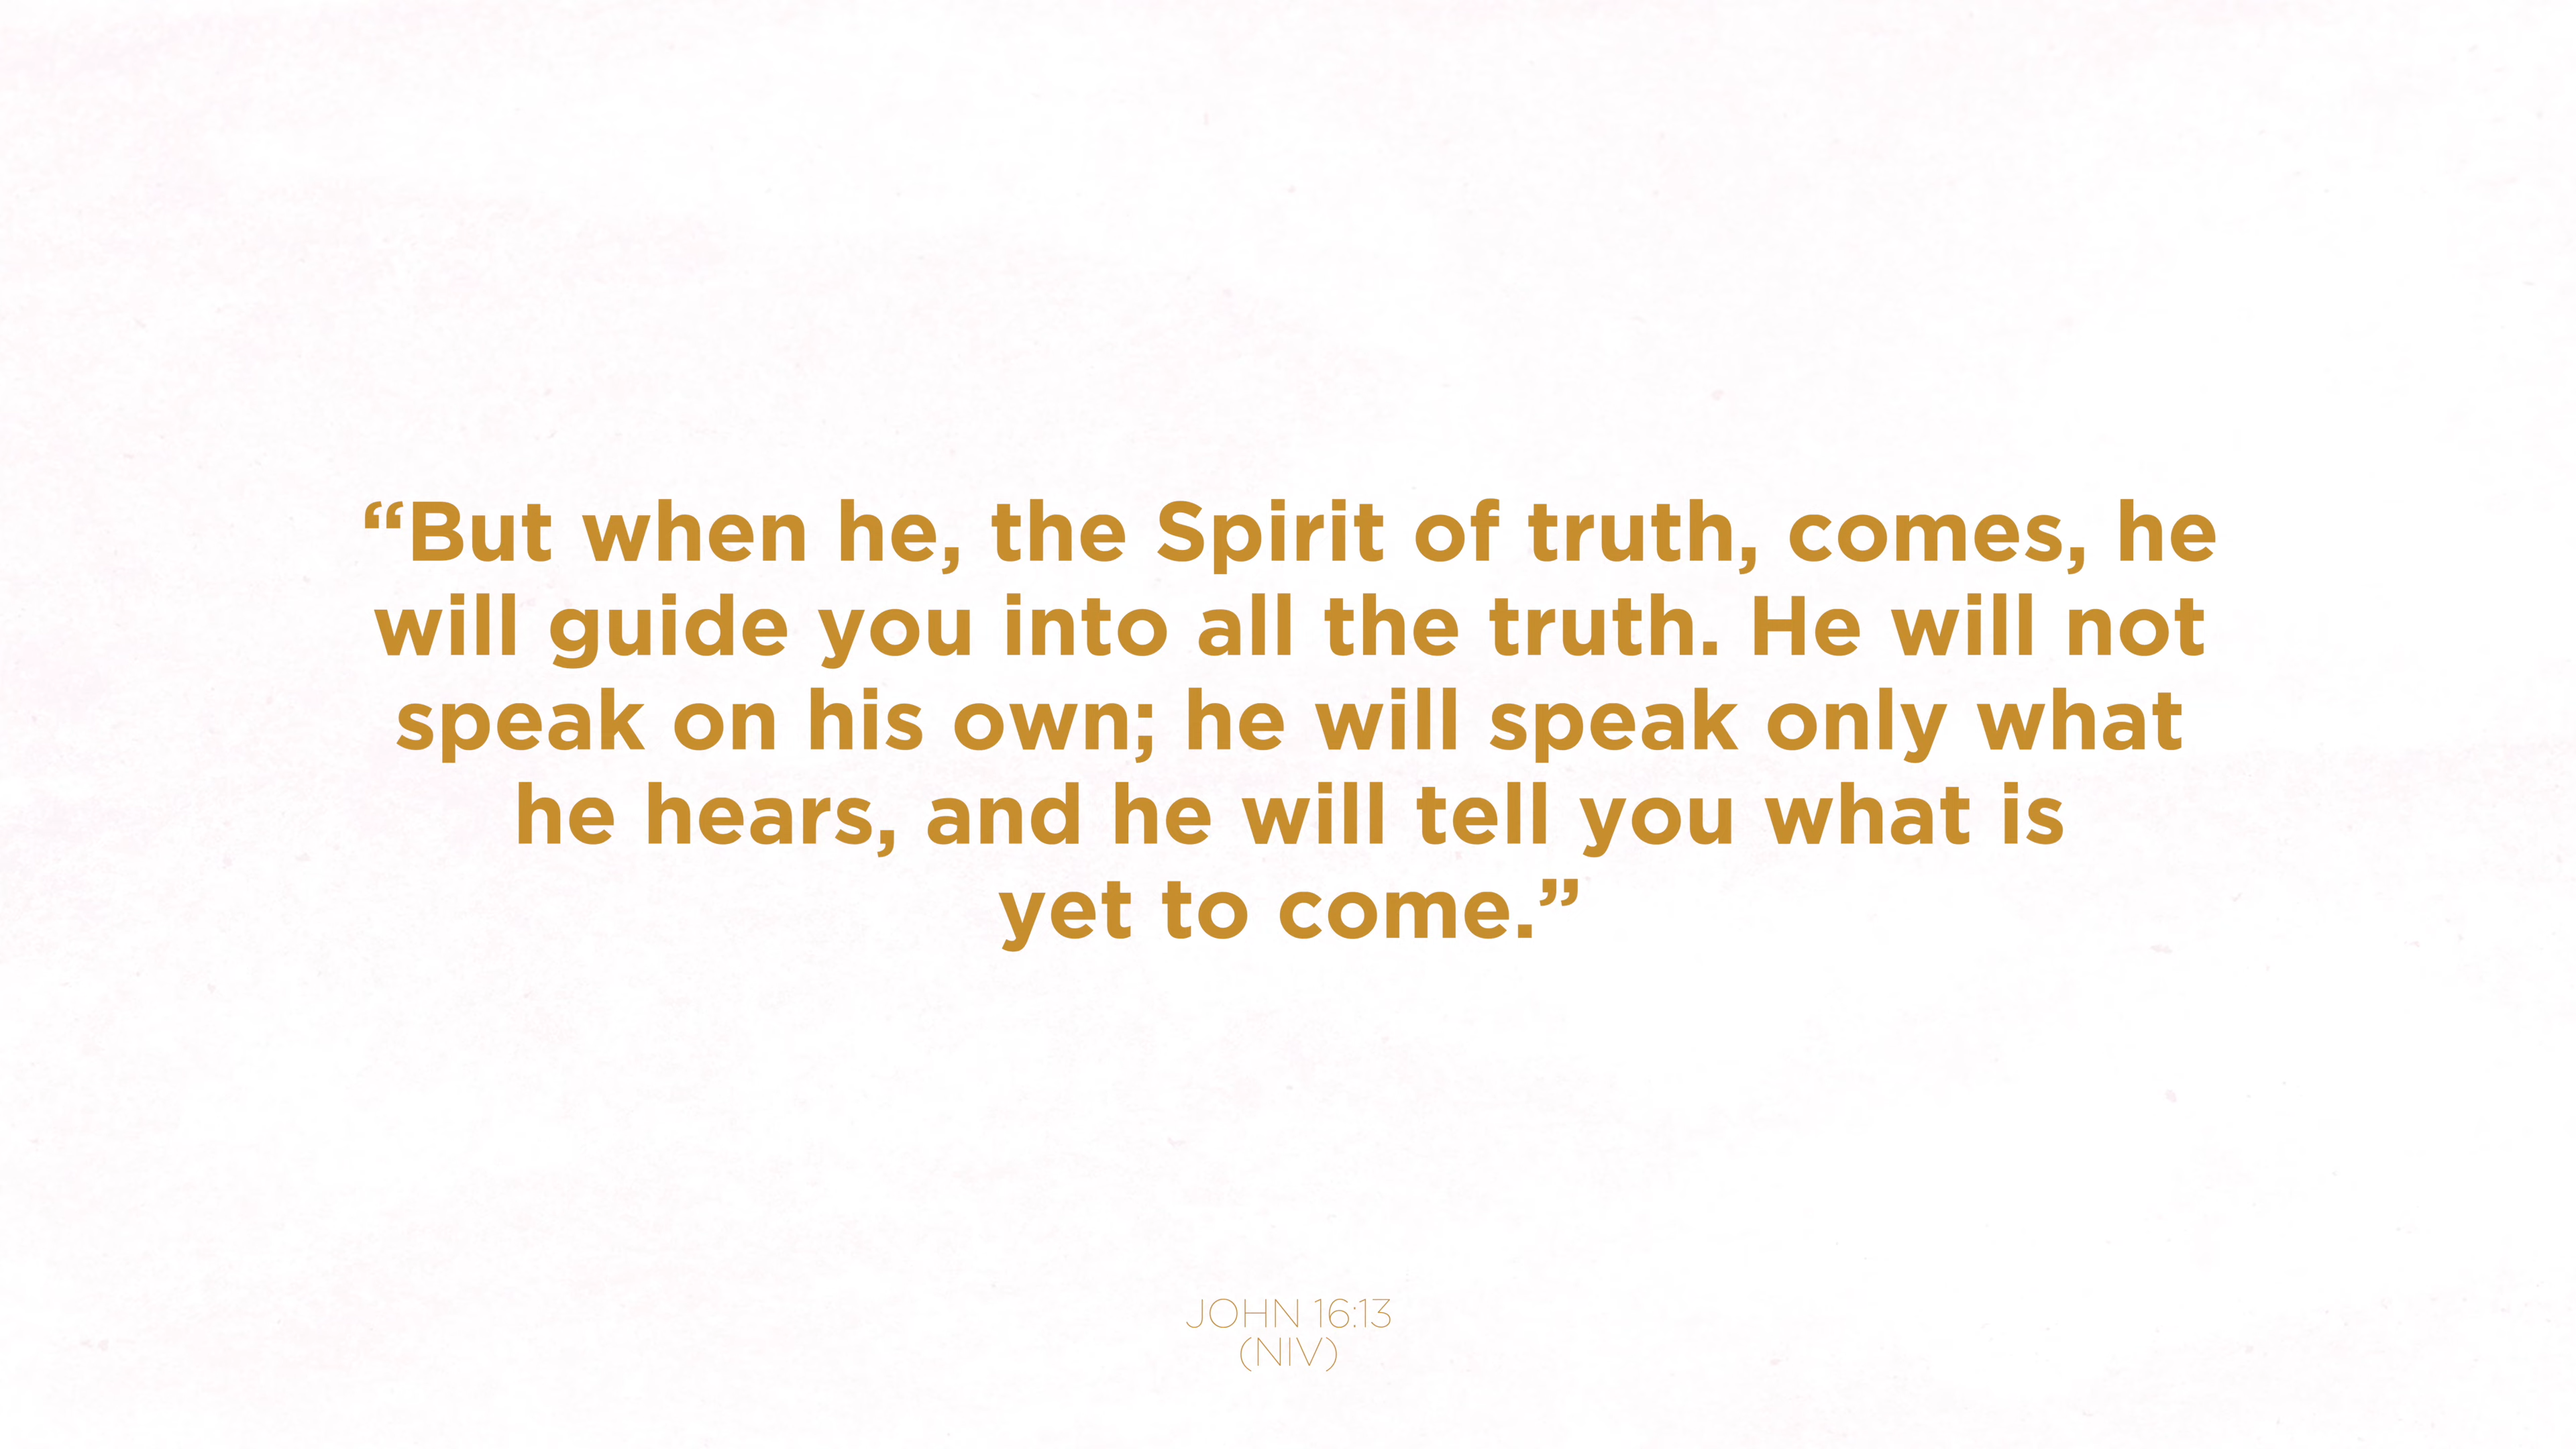 “But when he, the Spirit of truth, comes, he
will guide you into all the truth. He will not
speak on his own; he will speak only what
he hears, and he will tell you what is
yet to come.”
JOHN 16:13
(NIV)